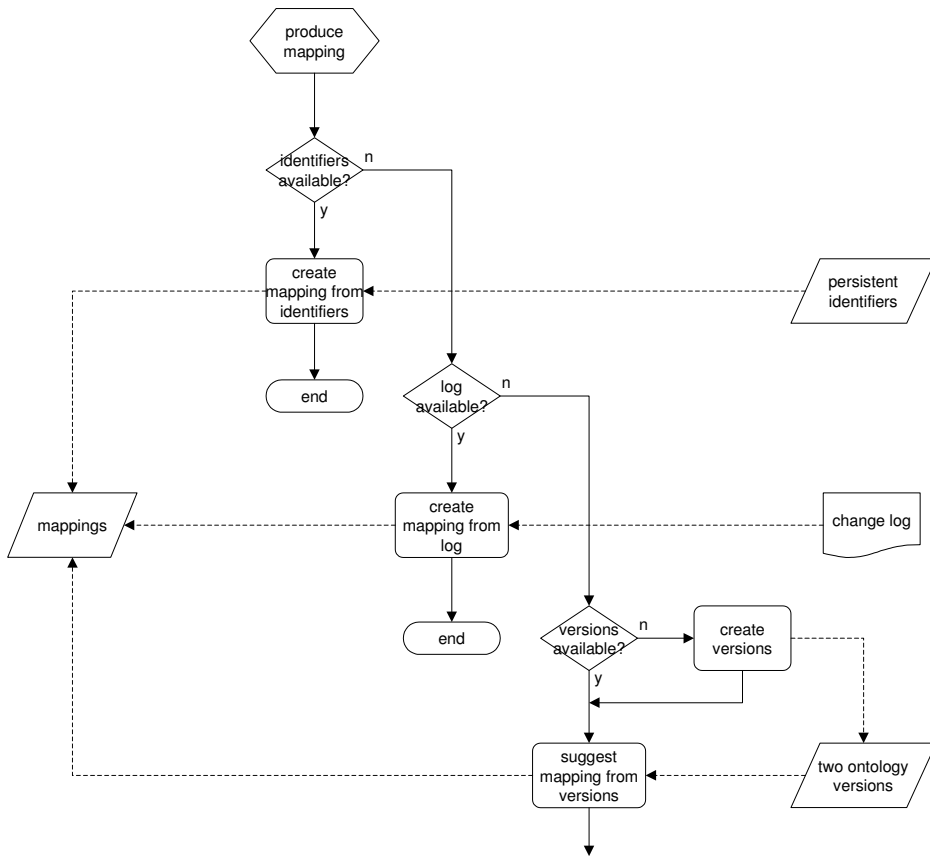 produce
mapping
identifiers
available?
n
y
create
mapping from
identifiers
persistent
identifiers
end
log
available?
n
y
mappings
create
mapping from
log
change log
end
versions
available?
n
y
create
versions
suggest
mapping from
versions
two ontology
versions